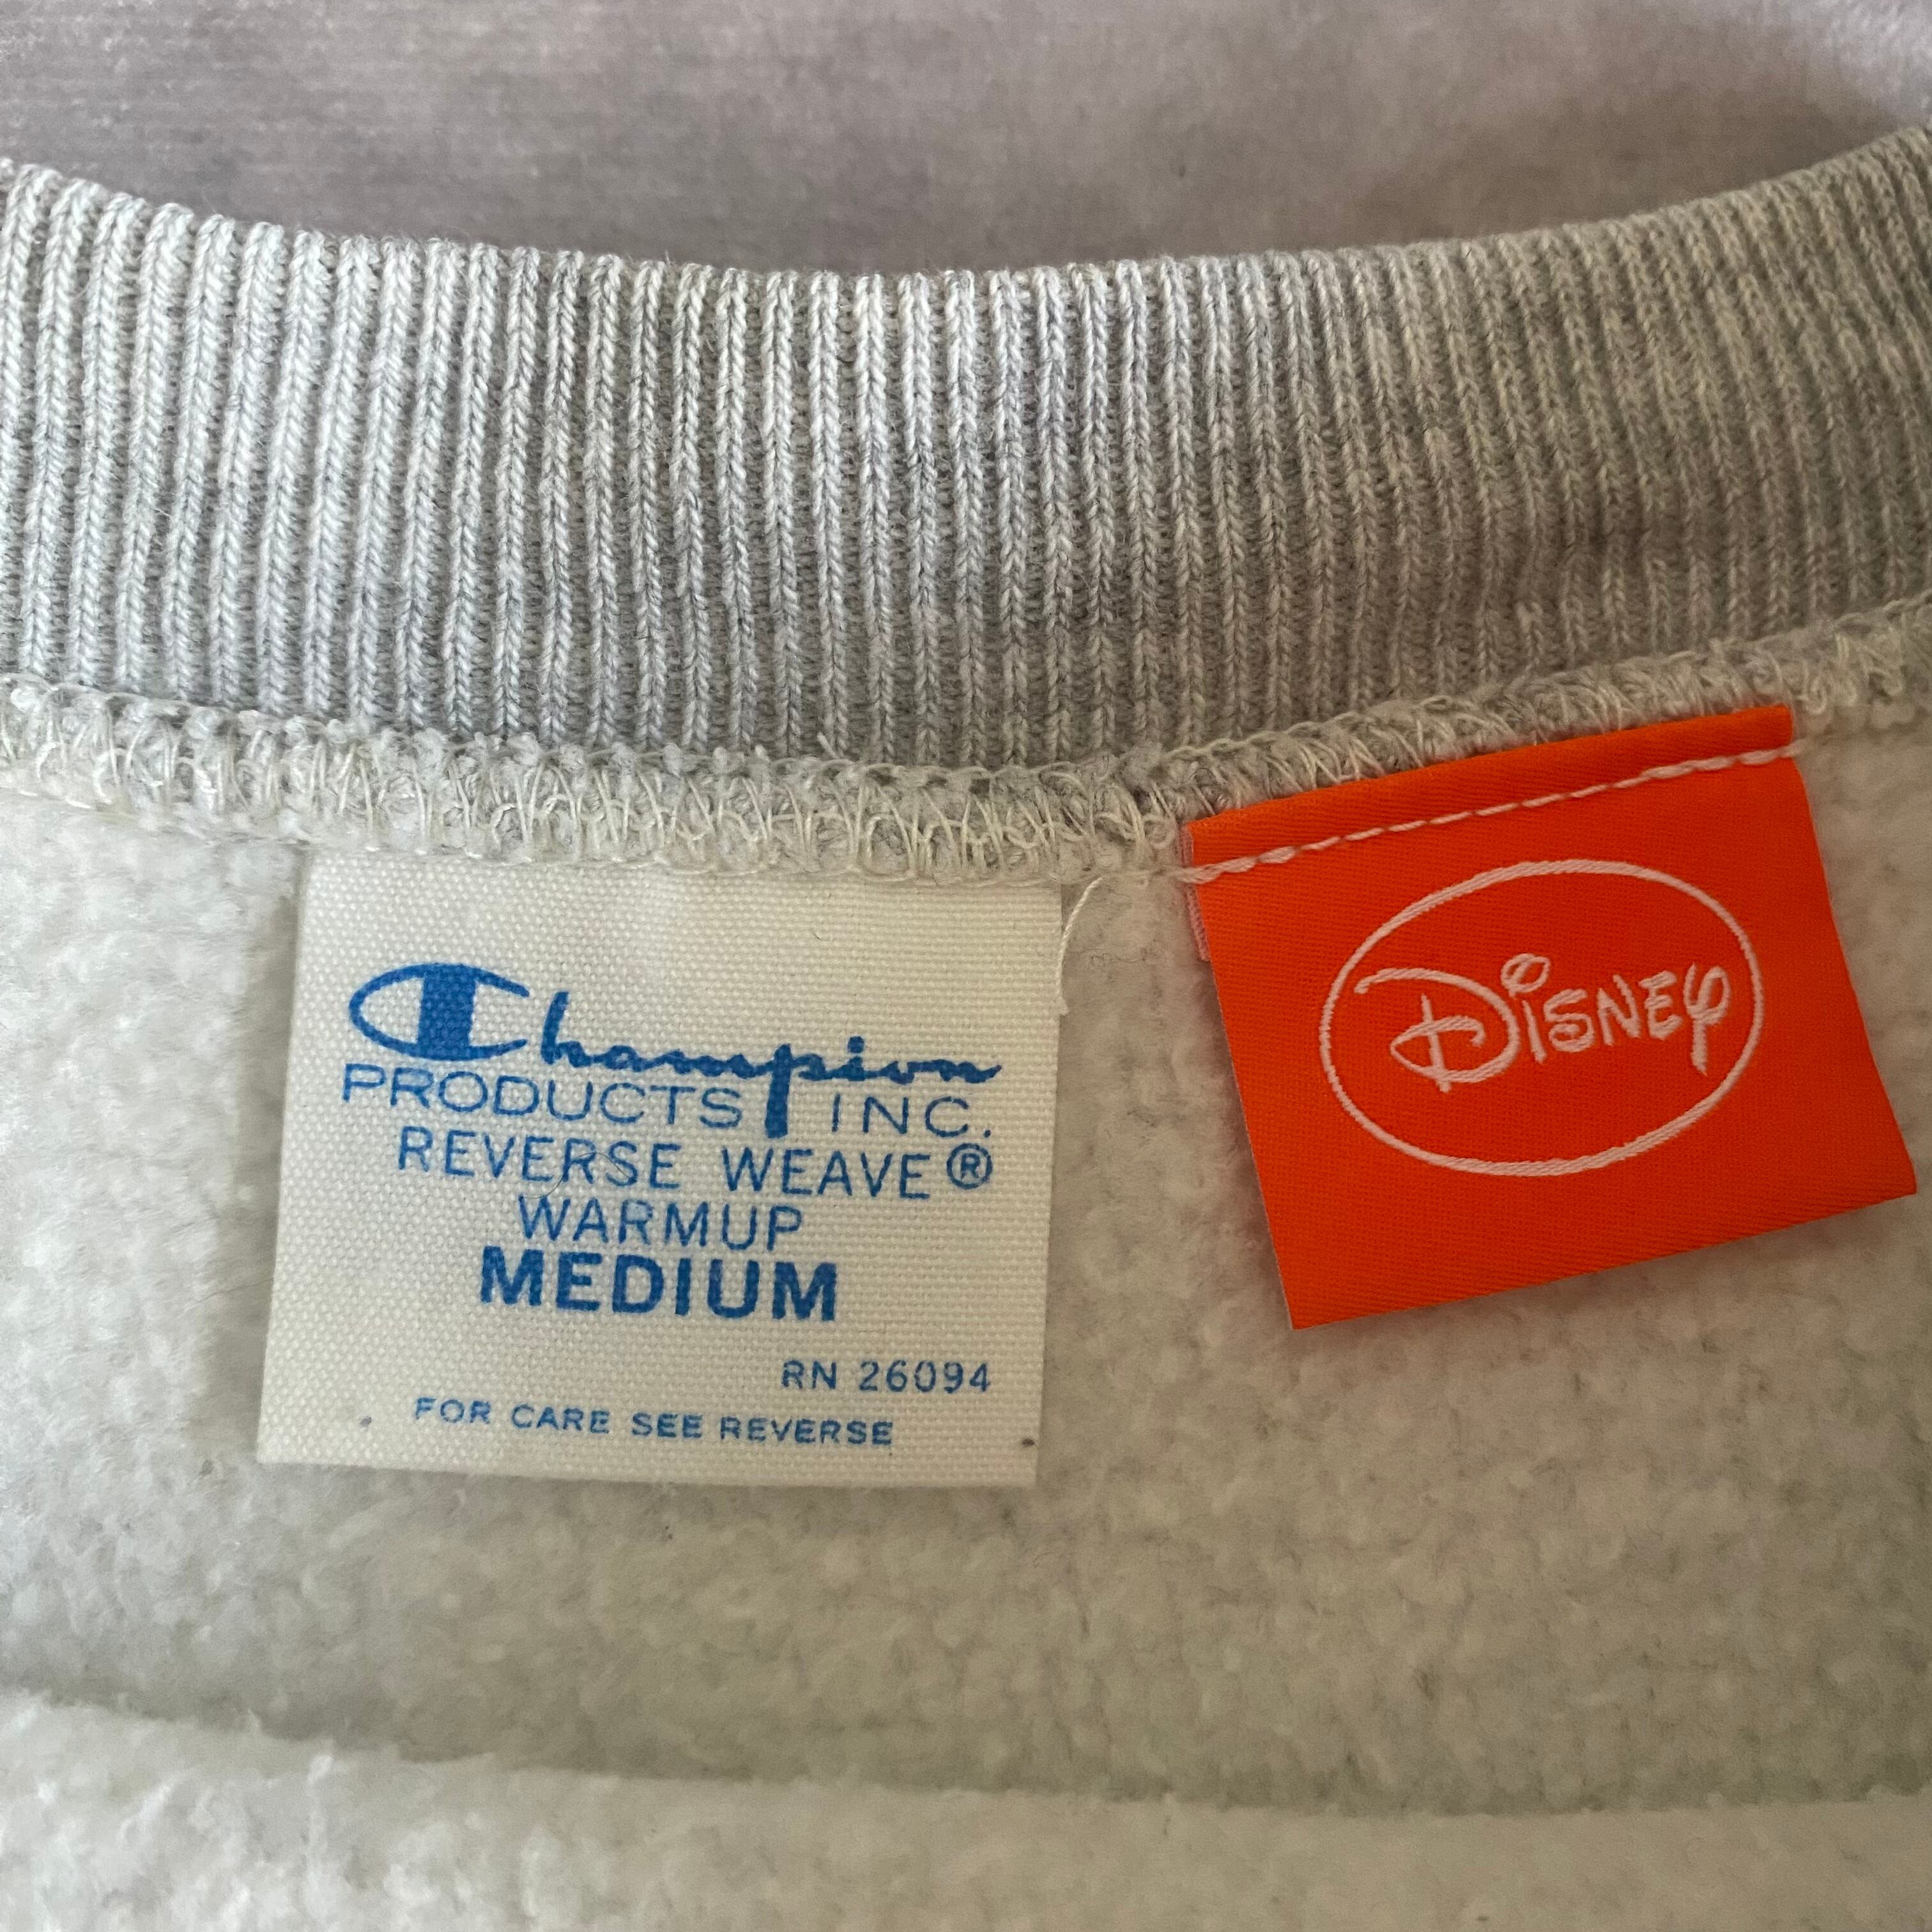 Champion
PRODUCTS INC.
REVERSE WEAVE®
WARMUP
MEDIUM
RN 26094
FOR CARE SEE REVERSE
DISNEY